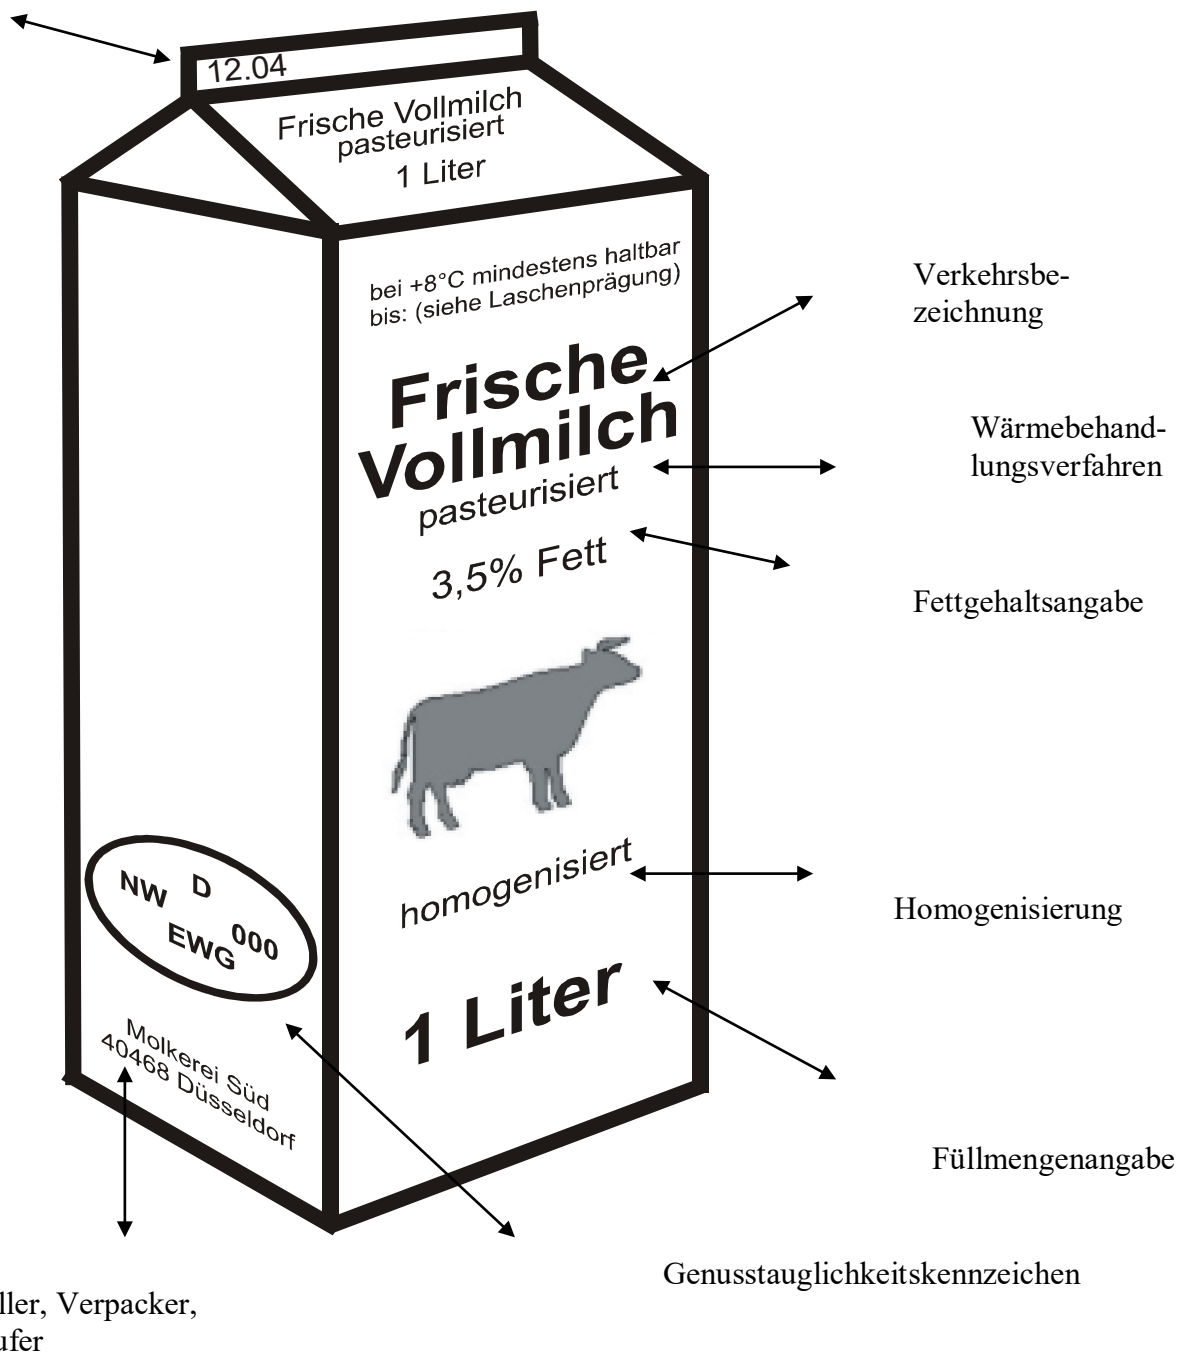 12.04
Frische Vollmilch
pasteurisiert
1 Liter
bei +8°C mindestens haltbar
bis: (siehe Laschenprägung)
Frische
Vollmilch
pasteurisiert
3,5% Fett
homogenisiert
1 Liter
NW D 000
EWG
Molkerei Süd
40468 Düsseldorf
Verkehrsbe-
zeichnung
Wärmebehand-
lungsverfahren
Fettgehaltsangabe
Homogenisierung
Füllmengenangabe
Genusstauglichkeitskennzeichen
ller, Verpacker,
ufer